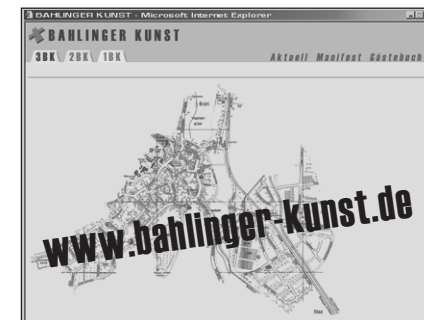 BAHLINGER KUNST - Microsoft Internet Explorer
BAHLINGER KUNST
3BK 2BK 1BK
Aktuell Manifest Gästebuch
www.bahlinger-kunst.de